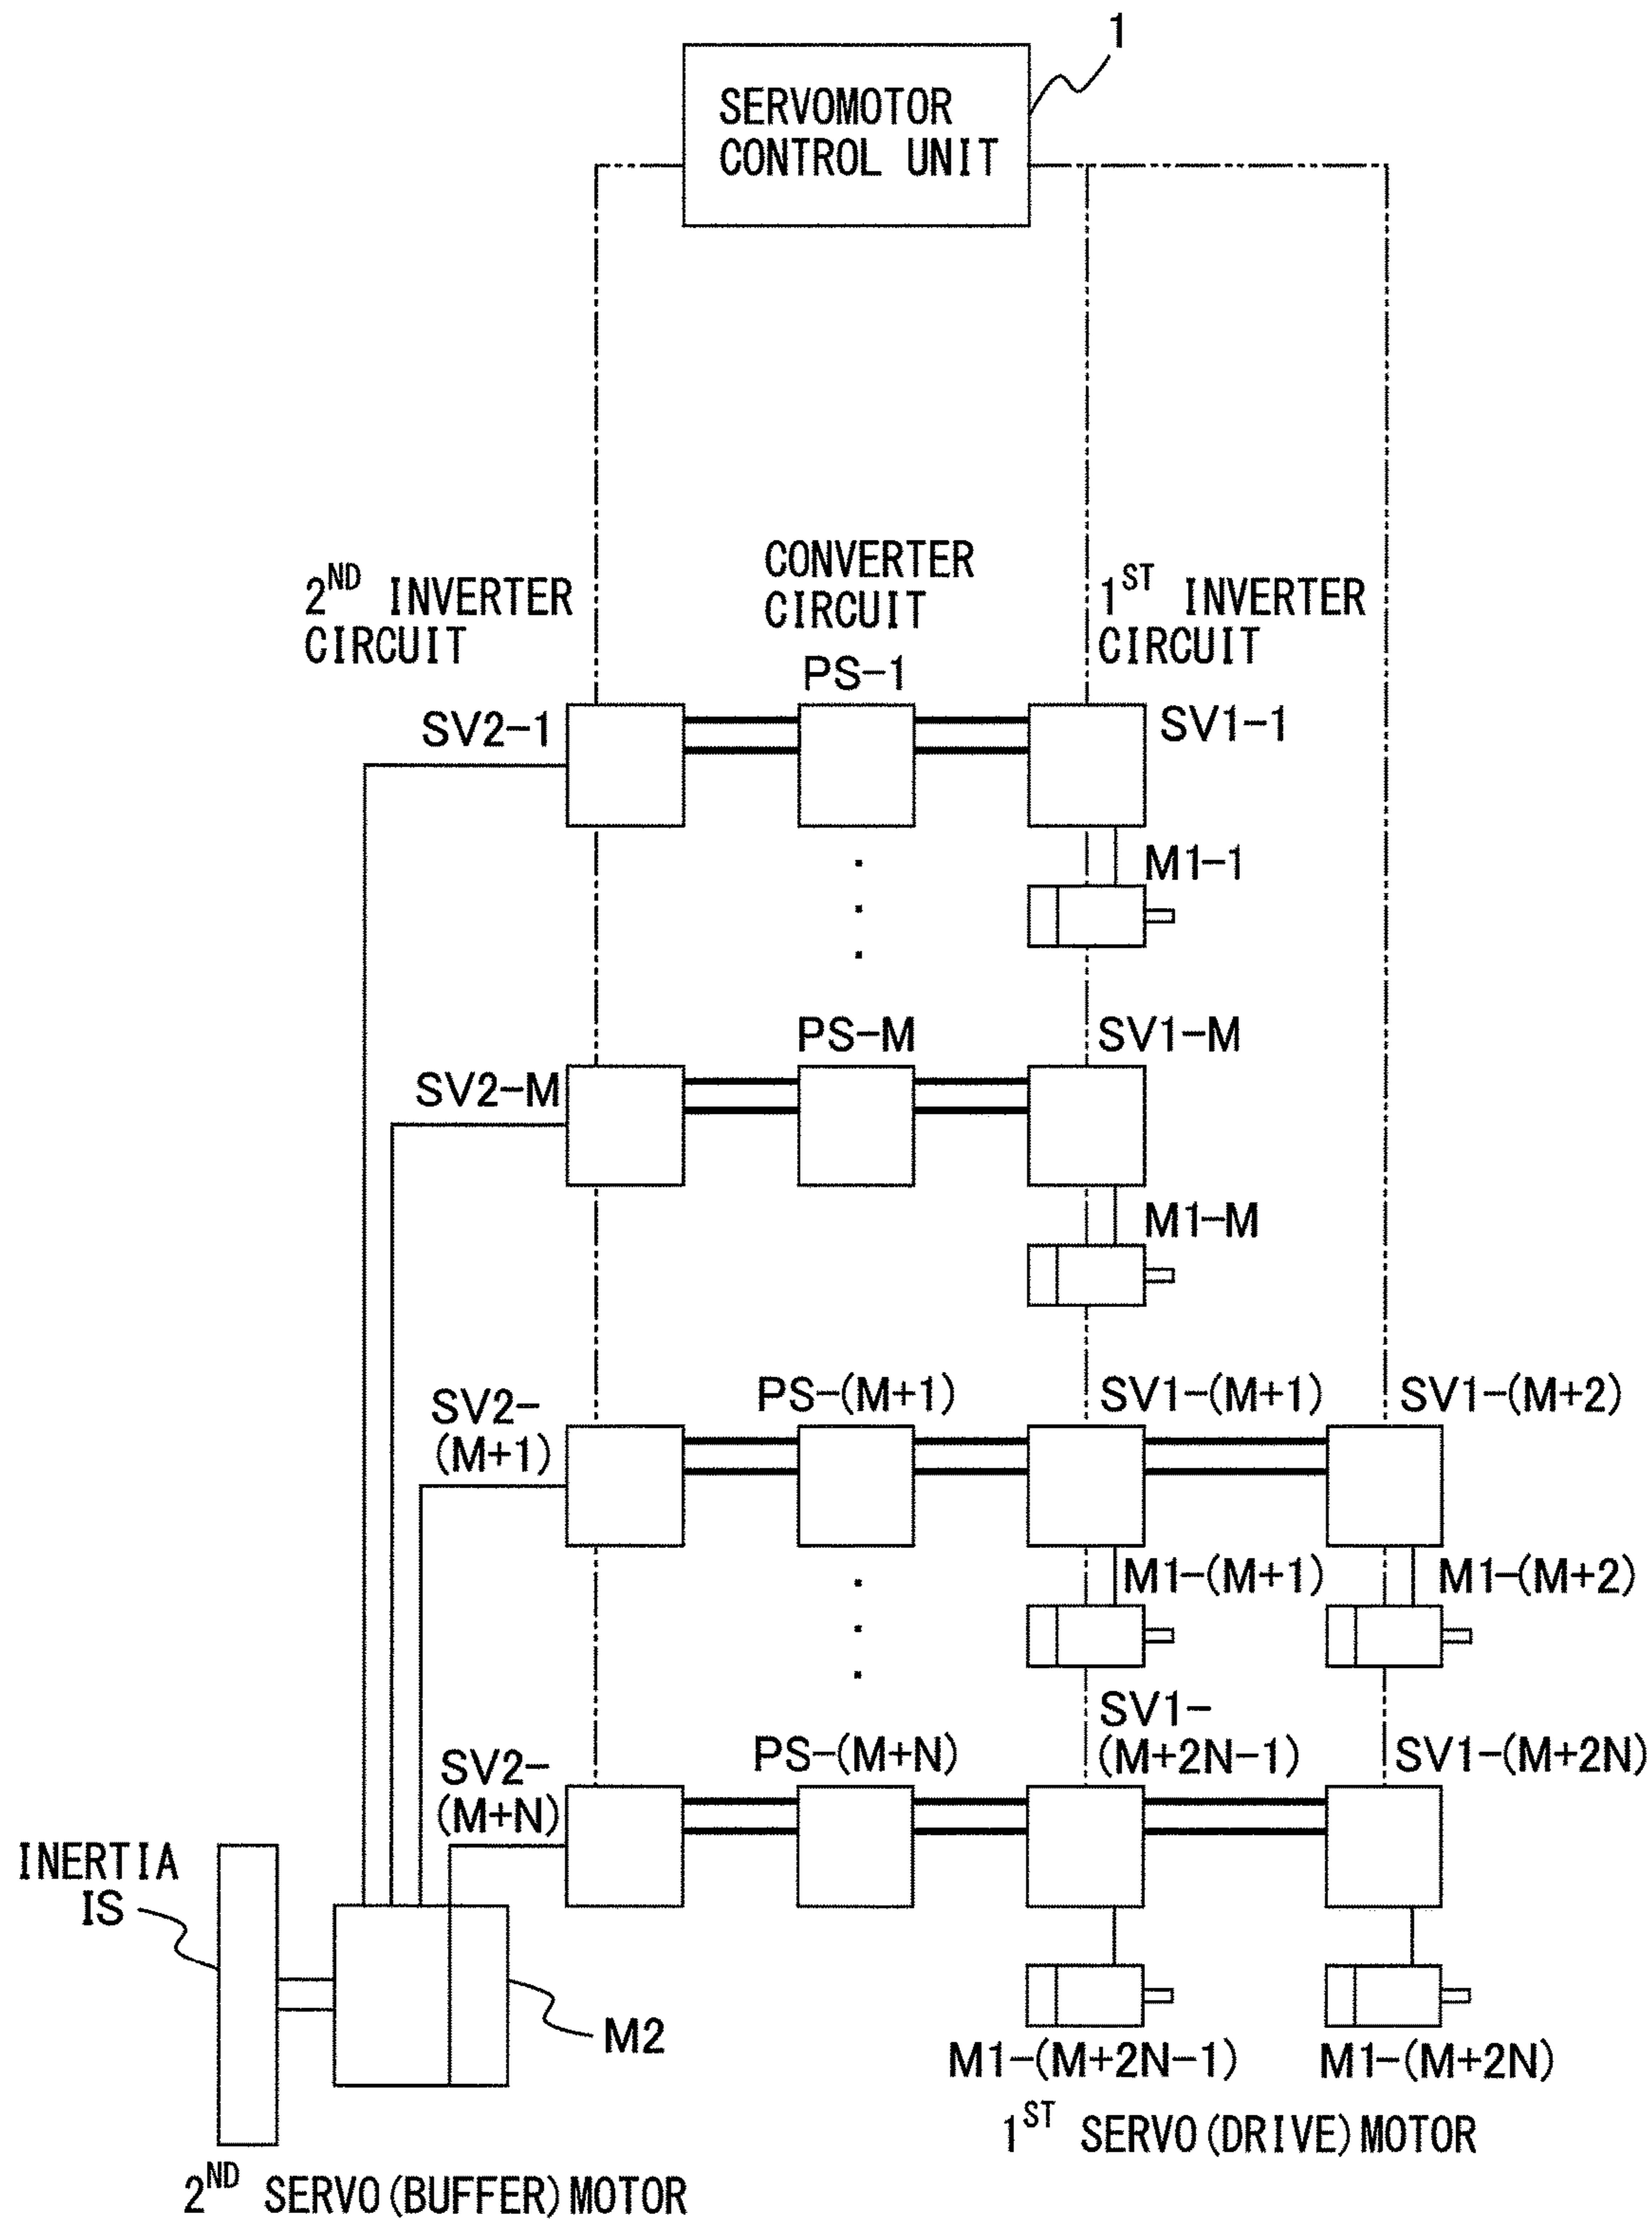 1
SERVOMOTOR
CONTROL UNIT
2ND INVERTER
CIRCUIT
CONVERTER
CIRCUIT
1ST INVERTER
CIRCUIT
PS-1
SV2-1
SV1-1
M1-1
PS-M
SV1-M
SV2-M
M1-M
SV2-
(M+1)
PS-(M+1)
SV1-(M+1)
SV1-(M+2)
M1-(M+1)
M1-(M+2)
SV2-
(M+N)
PS-(M+N)
SV1-
(M+2N-1)
SV1-(M+2N)
INERTIA
IS
M2
M1-(M+2N-1)
M1-(M+2N)
1ST SERVO(DRIVE)MOTOR
2ND SERVO(BUFFER)MOTOR